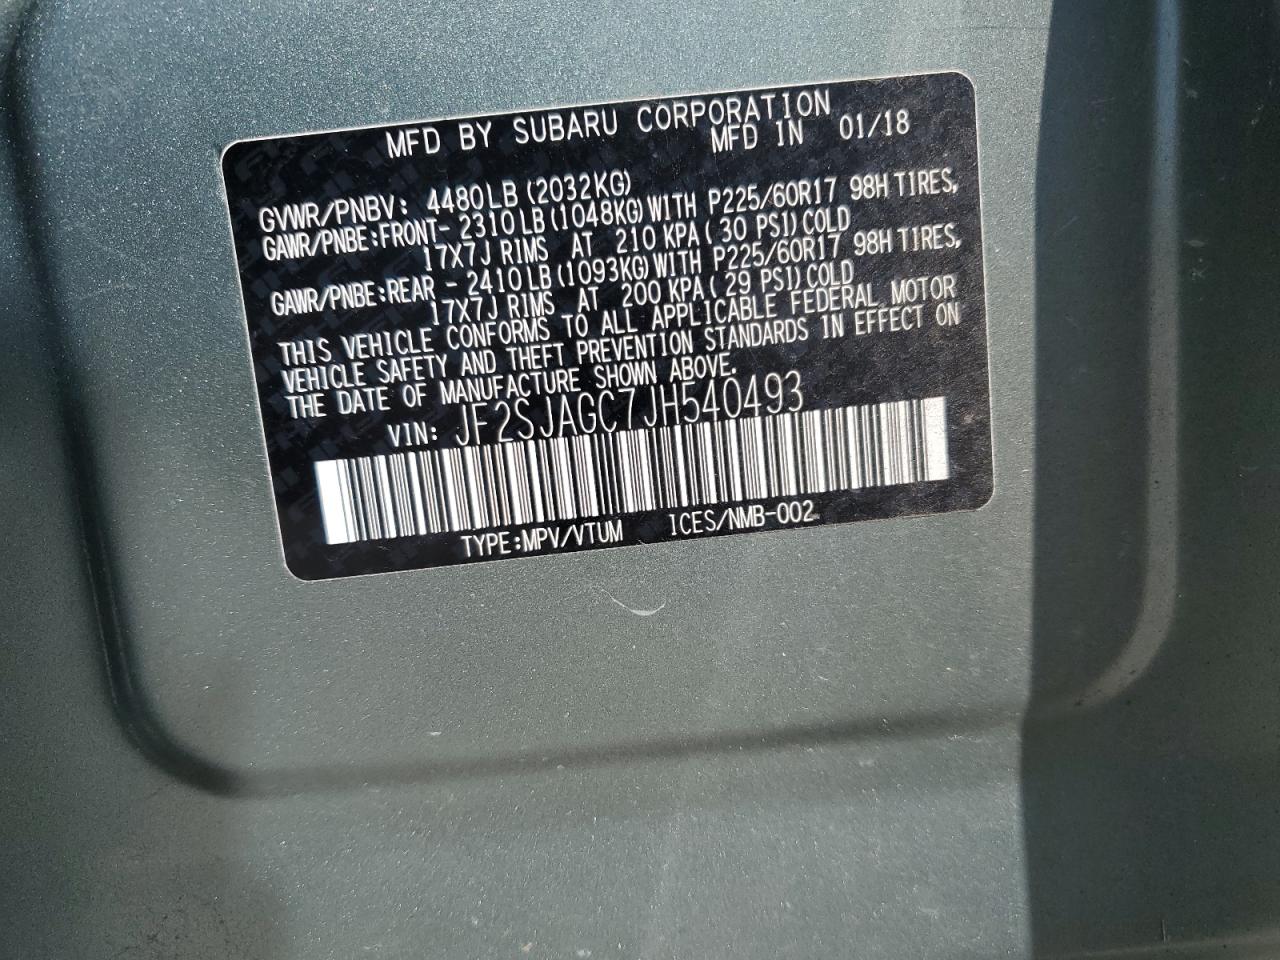 MFD BY SUBARU CORPORATION
MFD IN 01/18
GVWR/PNBV: 4480LB (2032KG)
GAWR/PNBE:FRONT- 2310LB (1048KG) WITH P225/60R17 98H TIRES,
17X7J RIMS AT 210 KPA ( 30 PSI) COLD
GAWR/PNBE:REAR - 2410LB (1093KG) WITH P225/60R17 98H TIRES,
17X7J RIMS AT 200 KPA ( 29 PSI) COLD
THIS VEHICLE CONFORMS TO ALL APPLICABLE FEDERAL MOTOR
VEHICLE SAFETY AND THEFT PREVENTION STANDARDS IN EFFECT ON
THE DATE OF MANUFACTURE SHOWN ABOVE.
VIN: JF2SJAGC7JH540493
TYPE:MPV/VTUM ICES/NMB-002